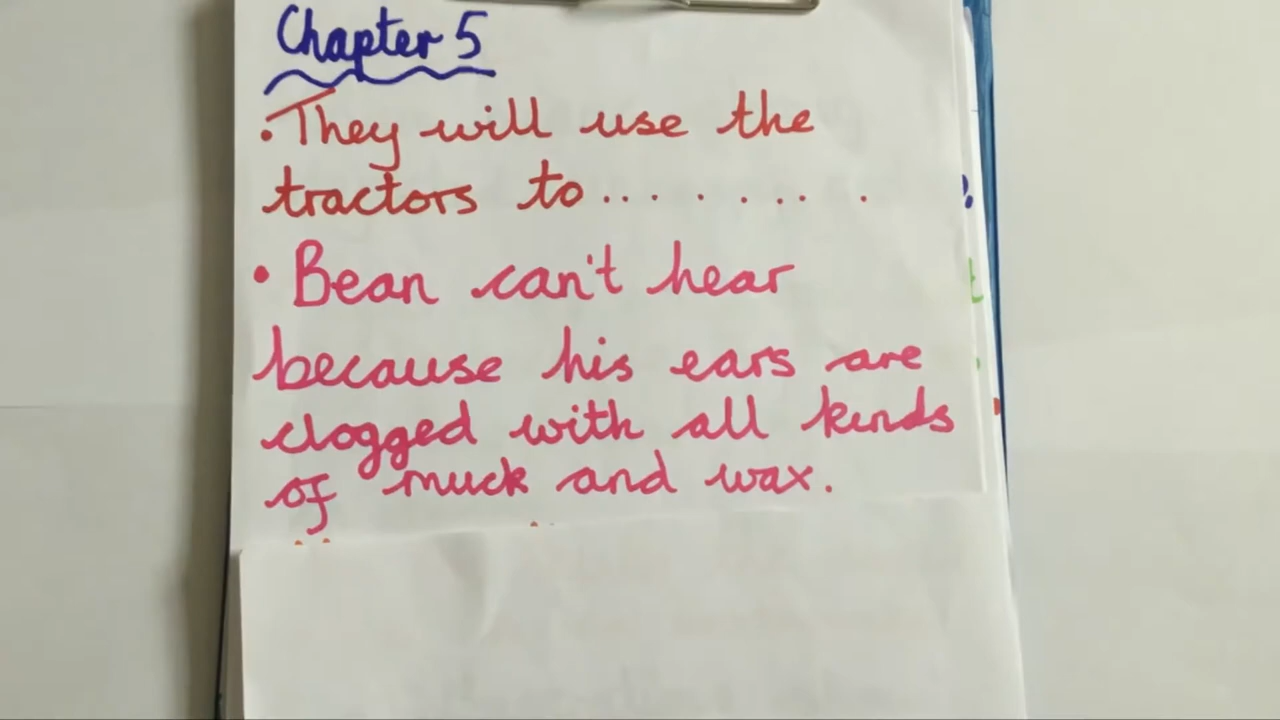 Chapter 5
• They will use the
tractors to.. . . . .. .
• Bean can't hear
because his ears are
clogged with all kinds
of muck and wax.